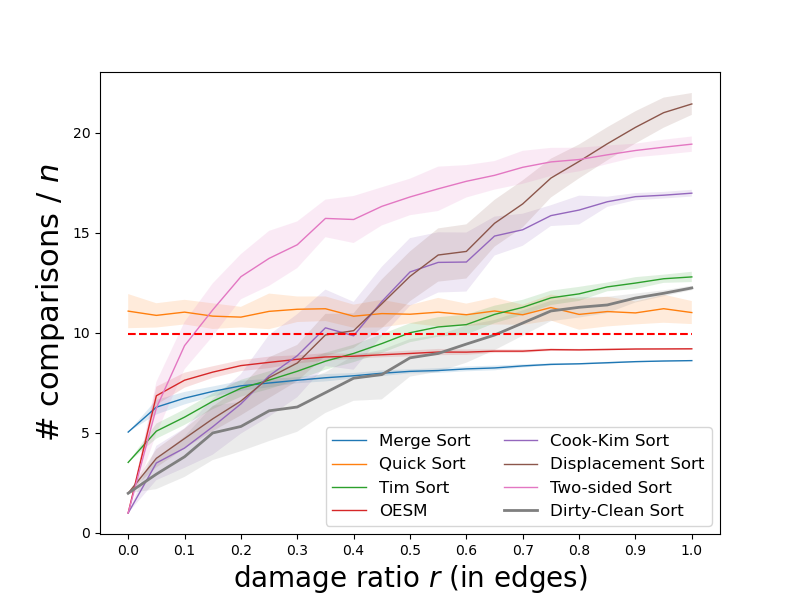 # comparisons / n
20
15
10
5
0
0.0 0.1 0.2 0.3 0.4 0.5 0.6 0.7 0.8 0.9 1.0
damage ratio r (in edges)
Merge Sort
Quick Sort
Tim Sort
OESM
Cook-Kim Sort
Displacement Sort
Two-sided Sort
Dirty-Clean Sort